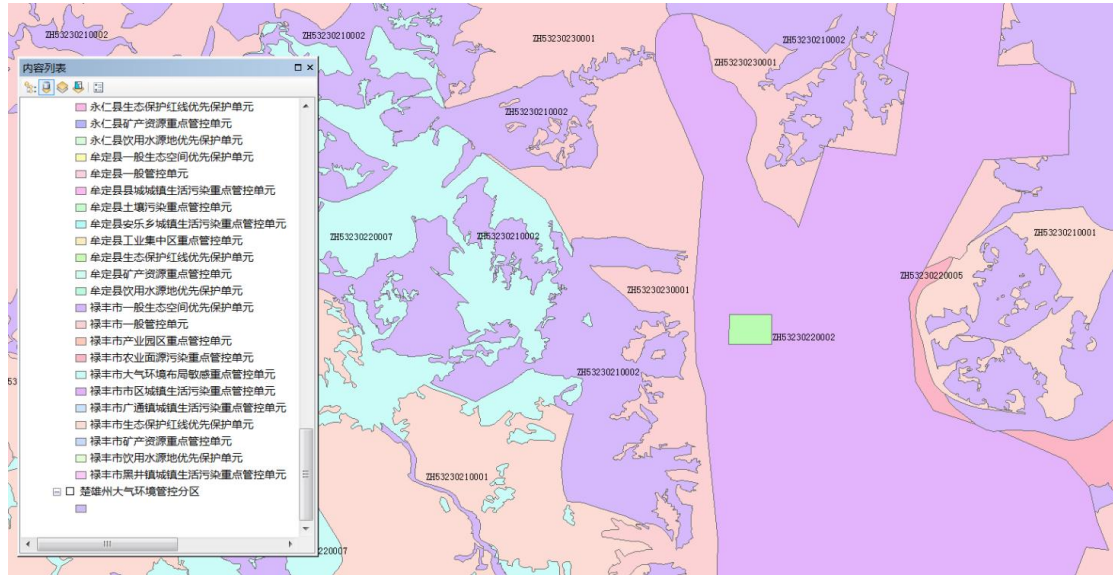 ZH53230210002
ZH53230210002
ZH53230230001
ZH53230210002
ZH53230230001
内容列表
永仁县生态保护红线优先保护单元
永仁县矿产资源重点管控单元
永仁县饮用水源地优先保护单元
牟定县一般生态空间优先保护单元
牟定县一般管控单元
牟定县县城城镇生活污染重点管控单元
牟定县土壤污染重点管控单元
牟定县安乐乡城镇生活污染重点管控单元
牟定县工业集中区重点管控单元
牟定县生态保护红线优先保护单元
牟定县矿产资源重点管控单元
牟定县饮用水源地优先保护单元
禄丰市一般生态空间优先保护单元
禄丰市一般管控单元
禄丰市产业园区重点管控单元
禄丰市农业面源污染重点管控单元
禄丰市大气环境布局敏感重点管控单元
禄丰市市区城镇生活污染重点管控单元
禄丰市广通镇城镇生活污染重点管控单元
禄丰市生态保护红线优先保护单元
禄丰市矿产资源重点管控单元
禄丰市饮用水源地优先保护单元
禄丰市黑井镇城镇生活污染重点管控单元
楚雄州大气环境管控分区
ZH53230210002
ZH53230220007
ZH53230210002
ZH53230210001
ZH53230220005
ZH53230230001
ZH53230220002
ZH53230210002
53
ZH53230210001
220007